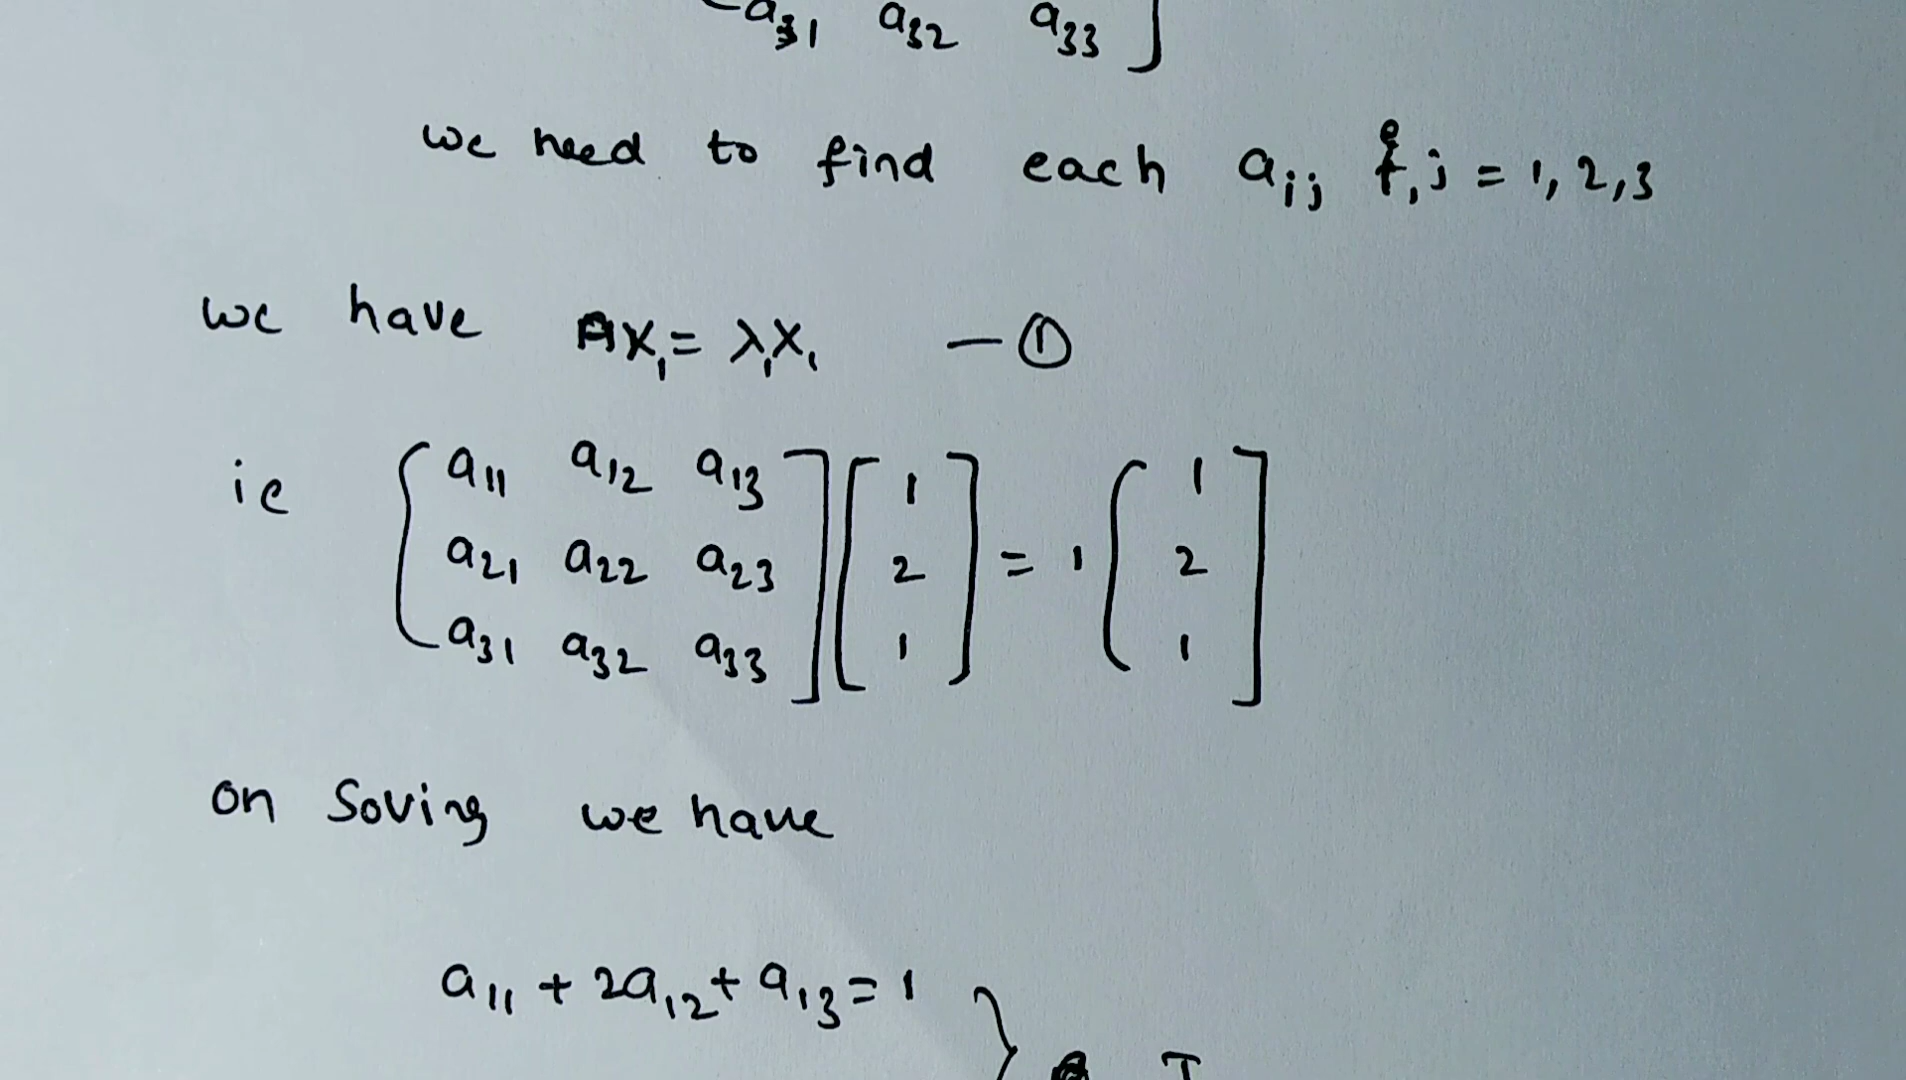 a31 a32 a33 ]
we need to find each aij i,j = 1,2,3
we have AX1 = λ1X1 — ①
ie [ a11 a12 a13 ] [ 1 ] = 1 [ 1 ]
a21 a22 a23 2 2
a31 a32 a33 1 1
on Soving we have
a11 + 2a12 + a13 = 1 }
I